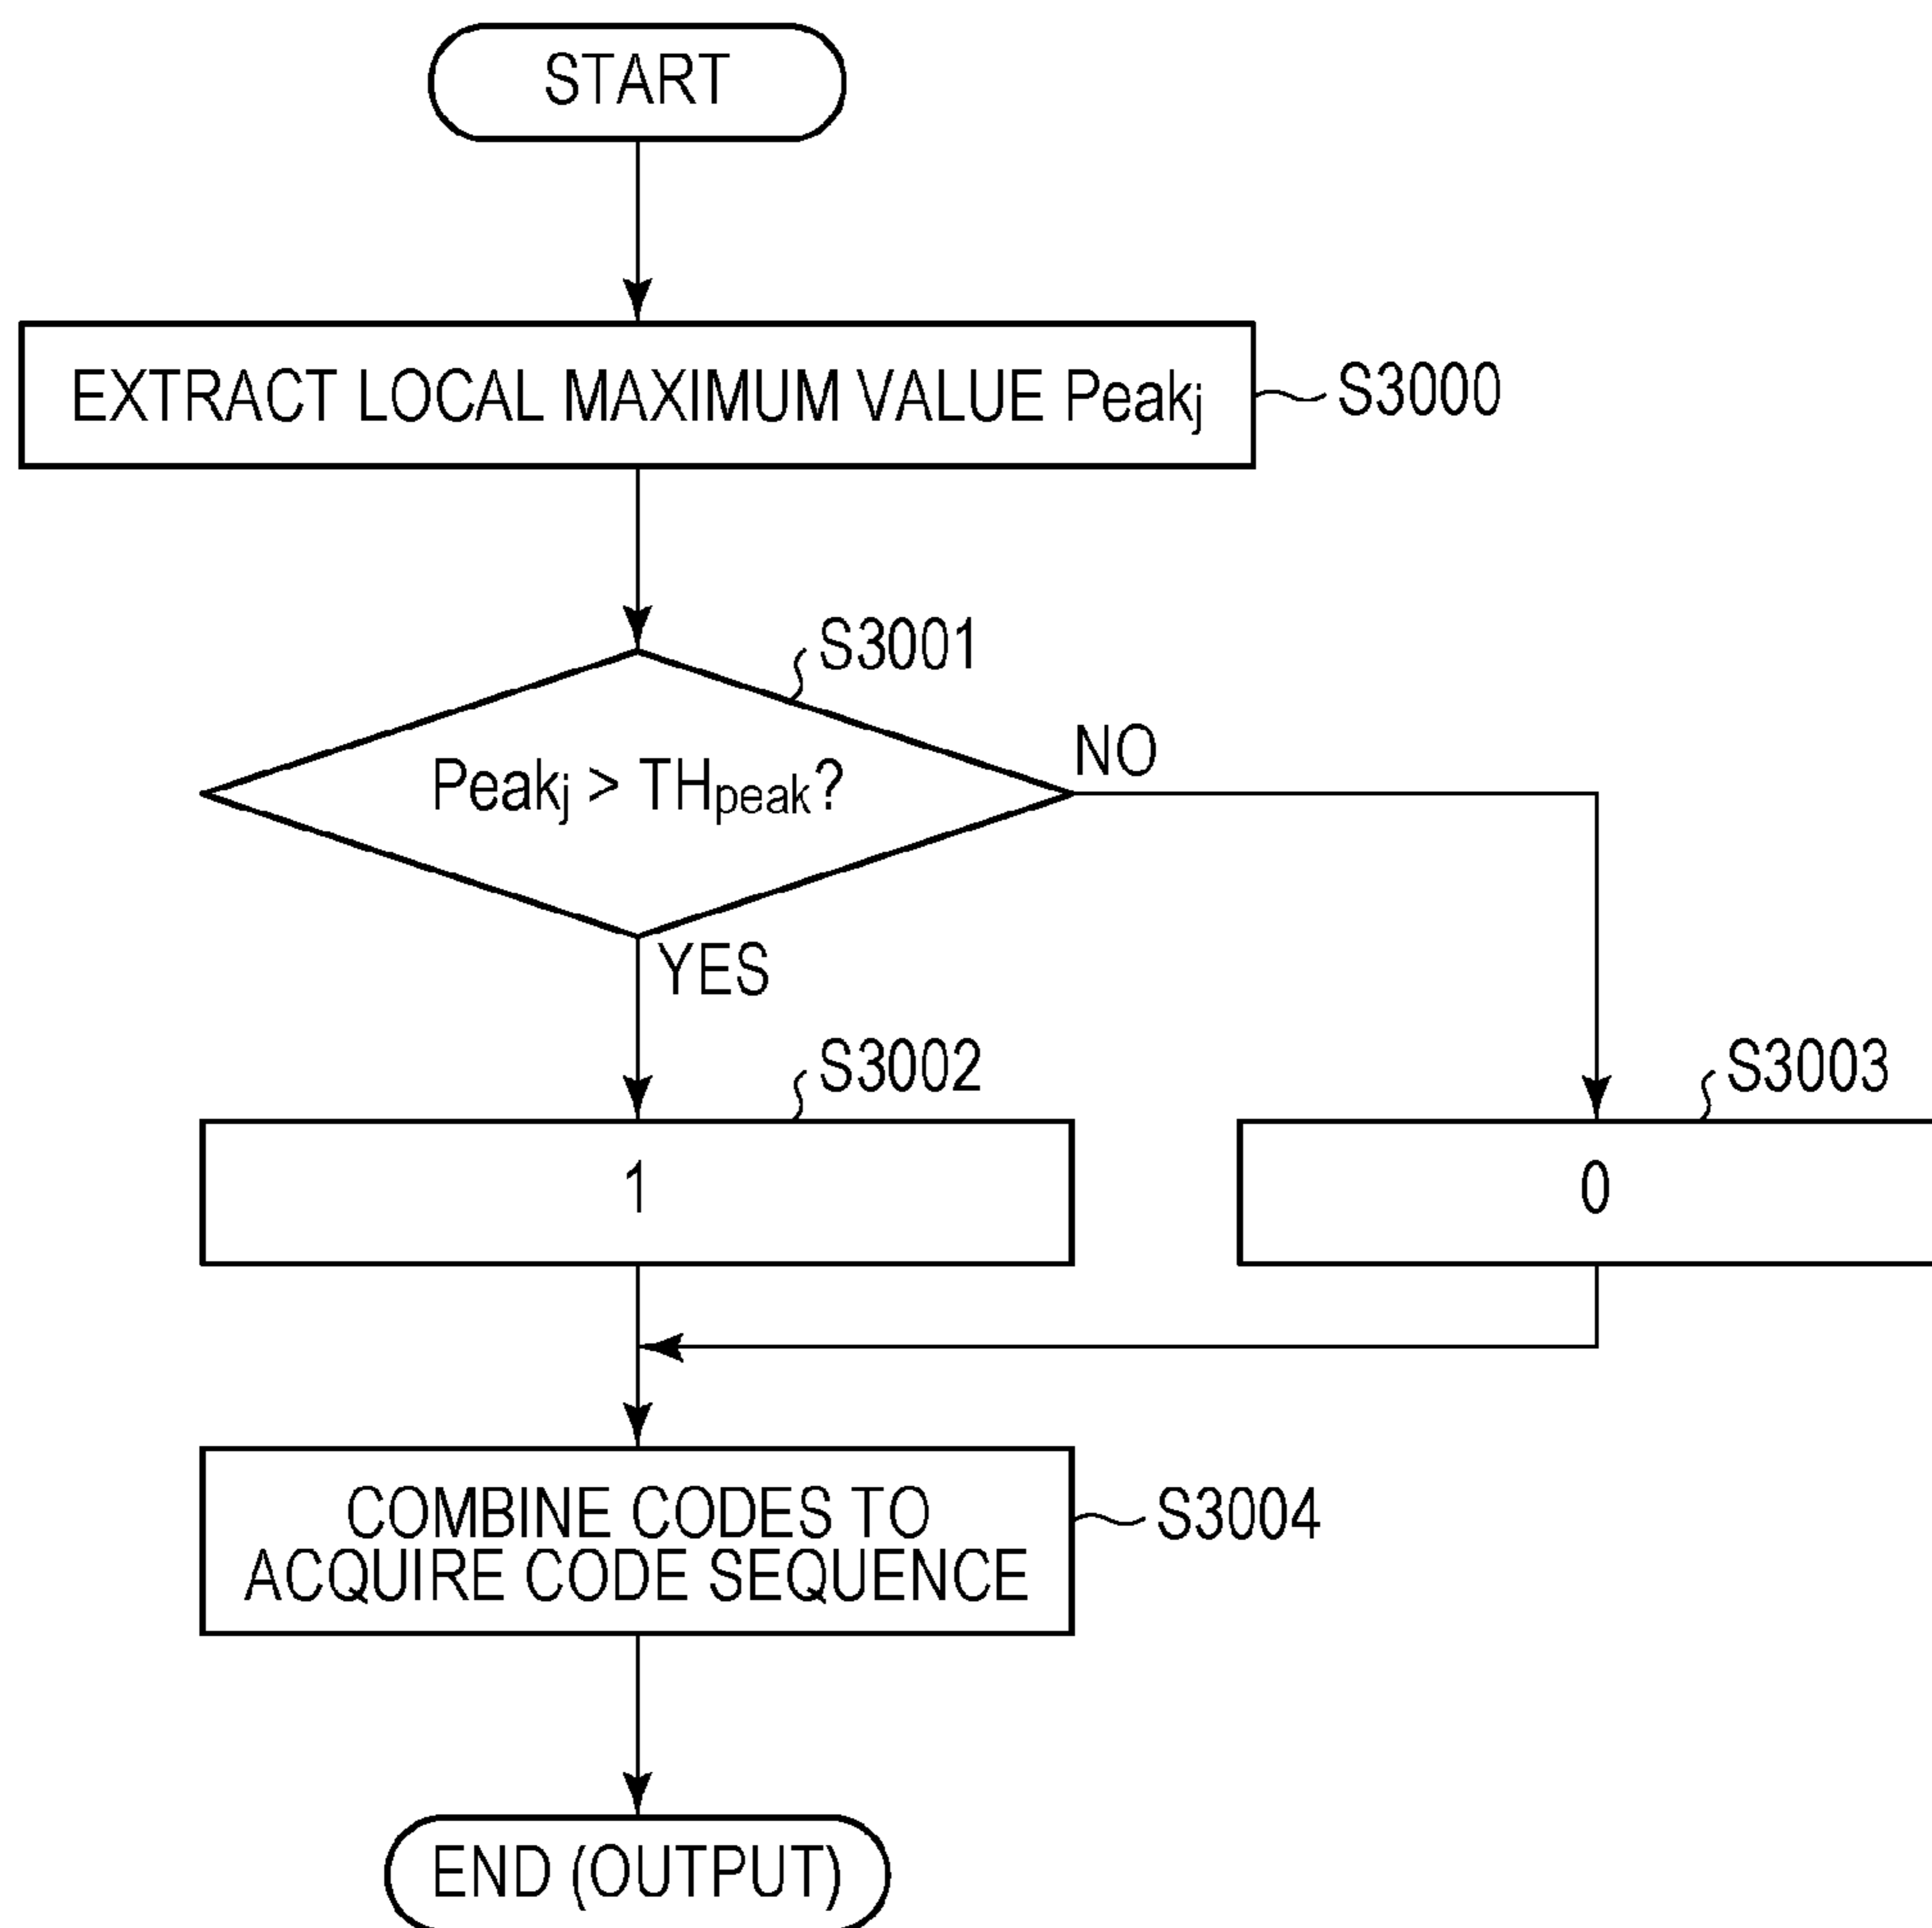 START
EXTRACT LOCAL MAXIMUM VALUE Peakj
S3000
S3001
Peakj > THpeak?
NO
YES
S3002
S3003
1
0
COMBINE CODES TO
ACQUIRE CODE SEQUENCE
S3004
END (OUTPUT)